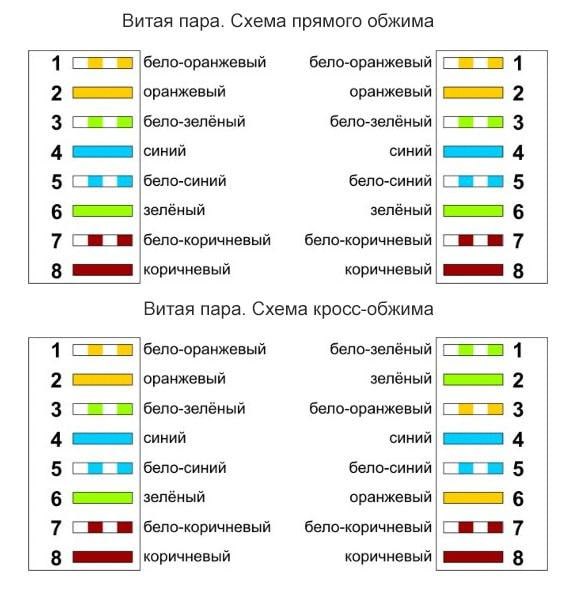 Витая пара. Схема прямого обжима
1 бело-оранжевый бело-оранжевый 1
2 оранжевый оранжевый 2
3 бело-зелёный бело-зелёный 3
4 синий синий 4
5 бело-синий бело-синий 5
6 зелёный зелёный 6
7 бело-коричневый бело-коричневый 7
8 коричневый коричневый 8
Витая пара. Схема кросс-обжима
1 бело-оранжевый бело-зелёный 1
2 оранжевый зелёный 2
3 бело-зелёный бело-оранжевый 3
4 синий синий 4
5 бело-синий бело-синий 5
6 зелёный оранжевый 6
7 бело-коричневый бело-коричневый 7
8 коричневый коричневый 8